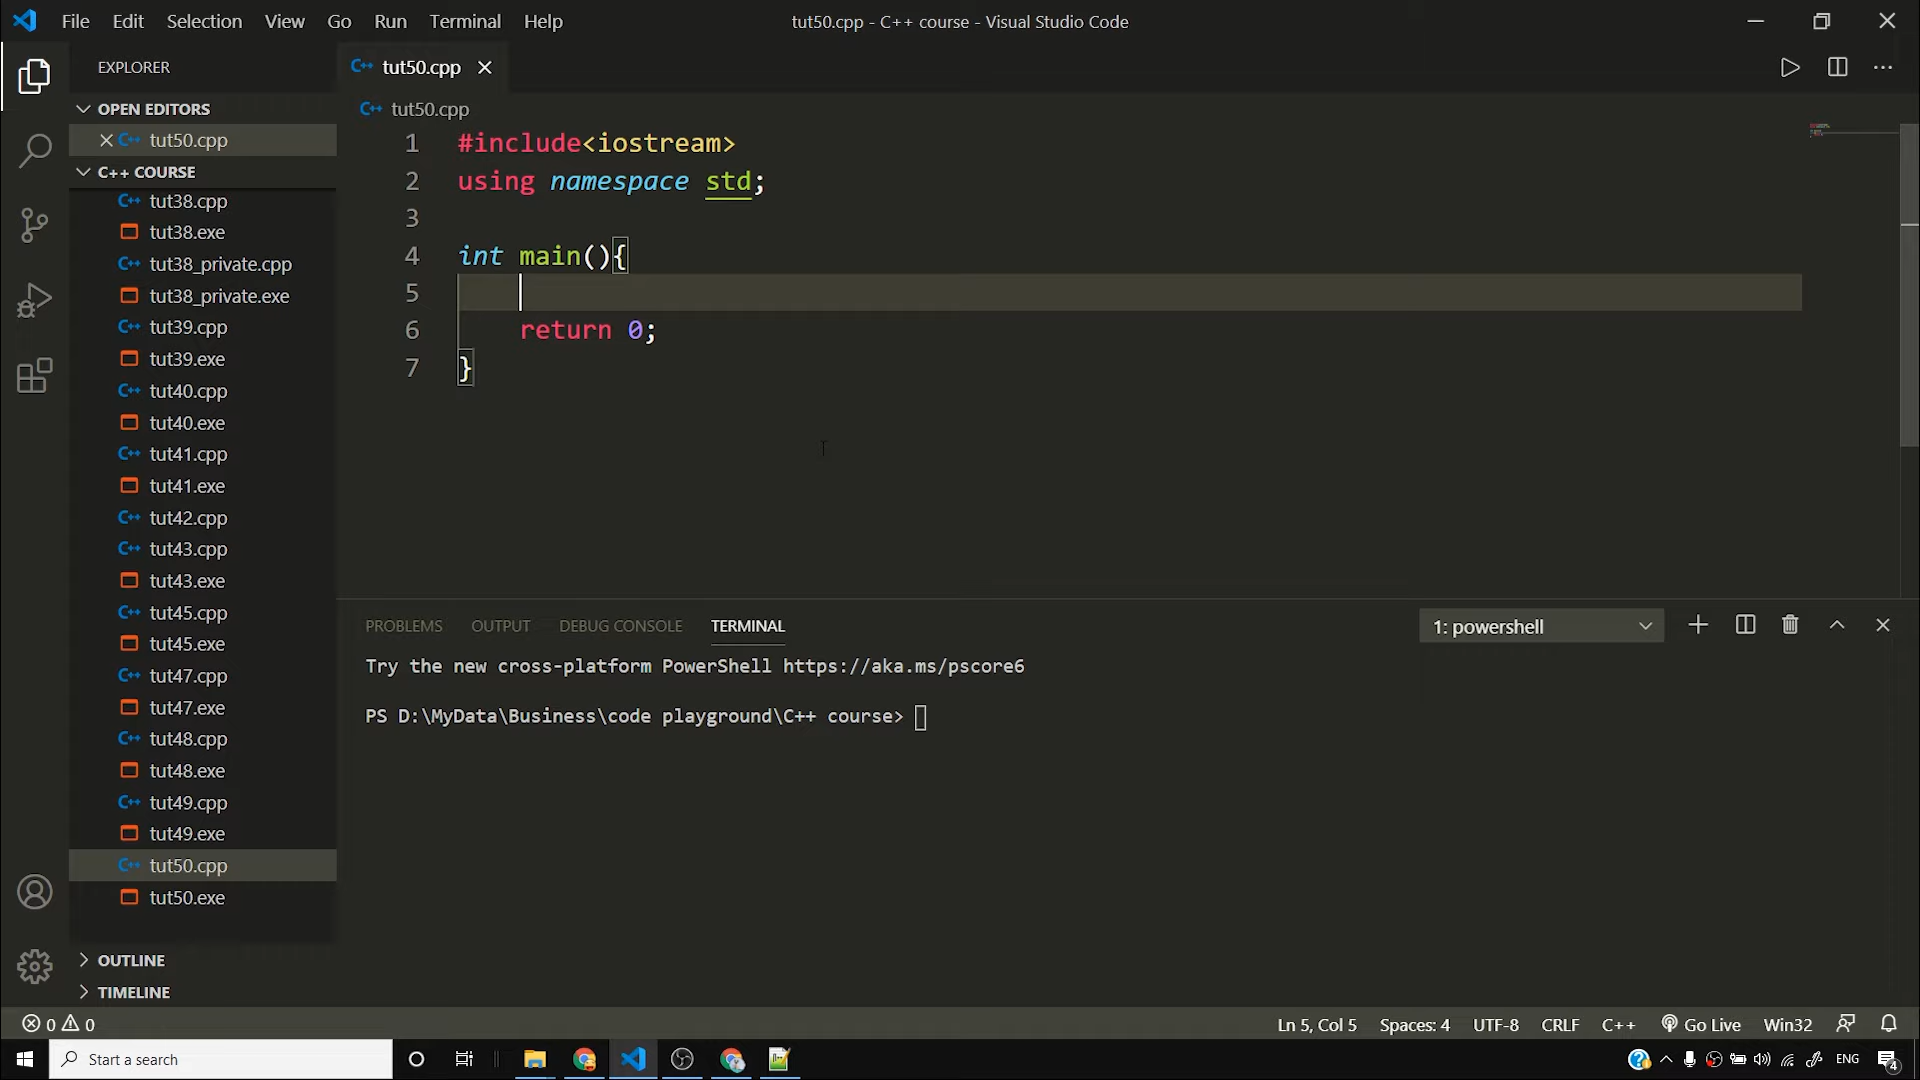 File Edit Selection View Go Run Terminal Help
tut50.cpp - C++ course - Visual Studio Code
EXPLORER
OPEN EDITORS
tut50.cpp
C++ COURSE
tut38.cpp
tut38.exe
tut38_private.cpp
tut38_private.exe
tut39.cpp
tut39.exe
tut40.cpp
tut40.exe
tut41.cpp
tut41.exe
tut42.cpp
tut43.cpp
tut43.exe
tut45.cpp
tut45.exe
tut47.cpp
tut47.exe
tut48.cpp
tut48.exe
tut49.cpp
tut49.exe
tut50.cpp
tut50.exe
OUTLINE
TIMELINE
tut50.cpp
tut50.cpp
1 #include<iostream>
2 using namespace std;
3
4 int main(){
5
6 return 0;
7 }
PROBLEMS OUTPUT DEBUG CONSOLE TERMINAL
1: powershell
Try the new cross-platform PowerShell https://aka.ms/pscore6
PS D:\MyData\Business\code playground\C++ course>
0 0
Ln 5, Col 5 Spaces: 4 UTF-8 CRLF C++ Go Live Win32
Start a search
ENG
4